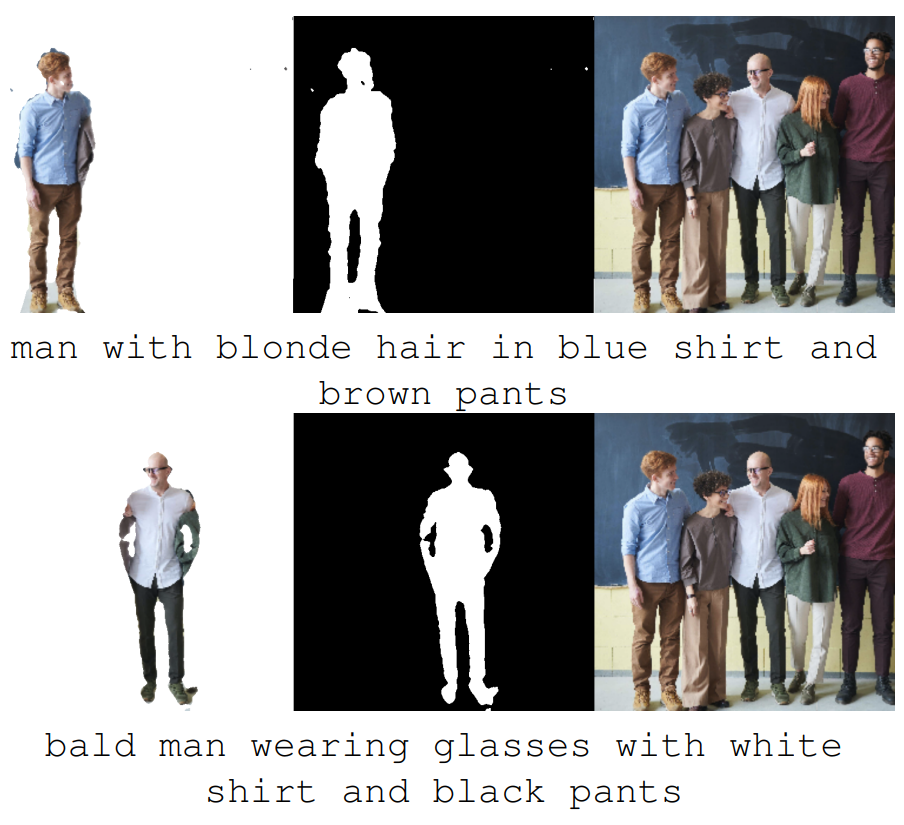 man with blonde hair in blue shirt and
brown pants
bald man wearing glasses with white
shirt and black pants